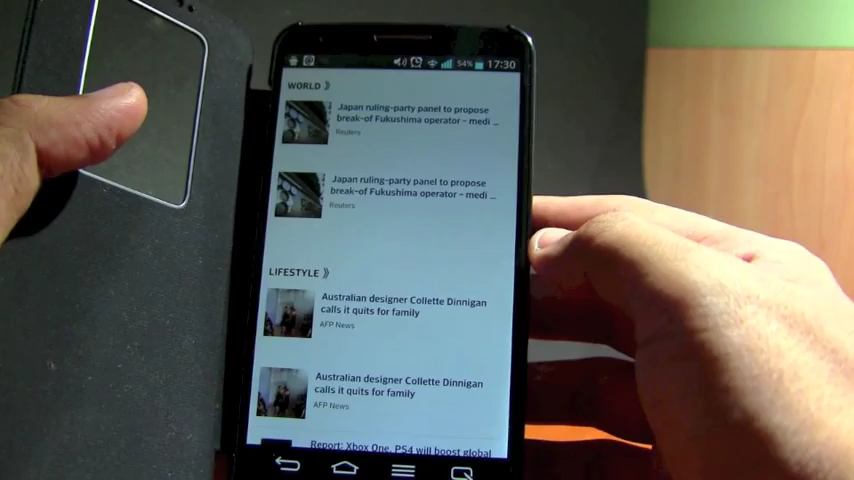 54% 17:30
WORLD
Japan ruling-party panel to propose
break-of Fukushima operator - medi ...
Reuters
Japan ruling-party panel to propose
break-of Fukushima operator - medi ...
Reuters
LIFESTYLE
Australian designer Collette Dinnigan
calls it quits for family
AFP News
Australian designer Collette Dinnigan
calls it quits for family
AFP News
Report: Xbox One, PS4 will boost global